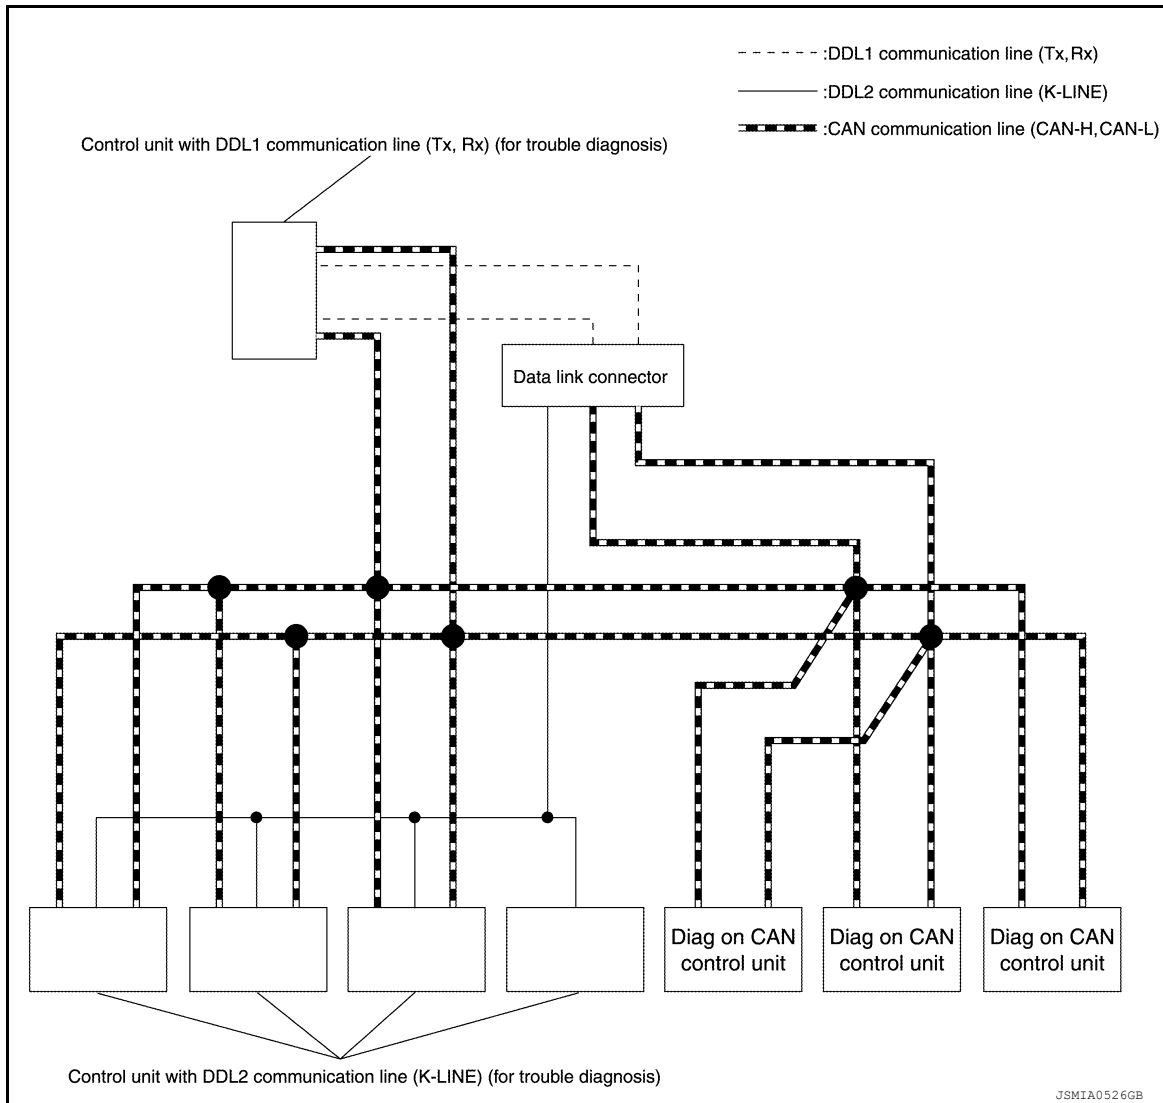 :DDL1 communication line (Tx,Rx)
:DDL2 communication line (K-LINE)
:CAN communication line (CAN-H,CAN-L)
Control unit with DDL1 communication line (Tx, Rx) (for trouble diagnosis)
Data link connector
Diag on CAN
control unit
Diag on CAN
control unit
Diag on CAN
control unit
Control unit with DDL2 communication line (K-LINE) (for trouble diagnosis)
JSMIA0526GB